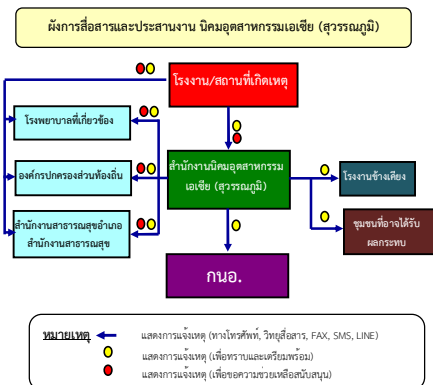 ผังการสื่อสารและประสานงาน นิคมอุตสาหกรรมเอเซีย (สุวรรณภูมิ)
โรงงาน/สถานที่เกิดเหตุ
โรงพยาบาลที่เกี่ยวข้อง
องค์กรปกครองส่วนท้องถิ่น
สำนักงานสาธารณสุขอำเภอ
สำนักงานสาธารณสุข
สำนักงานนิคมอุตสาหกรรม
เอเซีย (สุวรรณภูมิ)
โรงงานข้างเคียง
ชุมชนที่อาจได้รับ
ผลกระทบ
กนอ.
หมายเหตุ
แสดงการแจ้งเหตุ (ทางโทรศัพท์, วิทยุสื่อสาร, FAX, SMS, LINE)
แสดงการแจ้งเหตุ (เพื่อทราบและเตรียมพร้อม)
แสดงการแจ้งเหตุ (เพื่อขอความช่วยเหลือสนับสนุน)